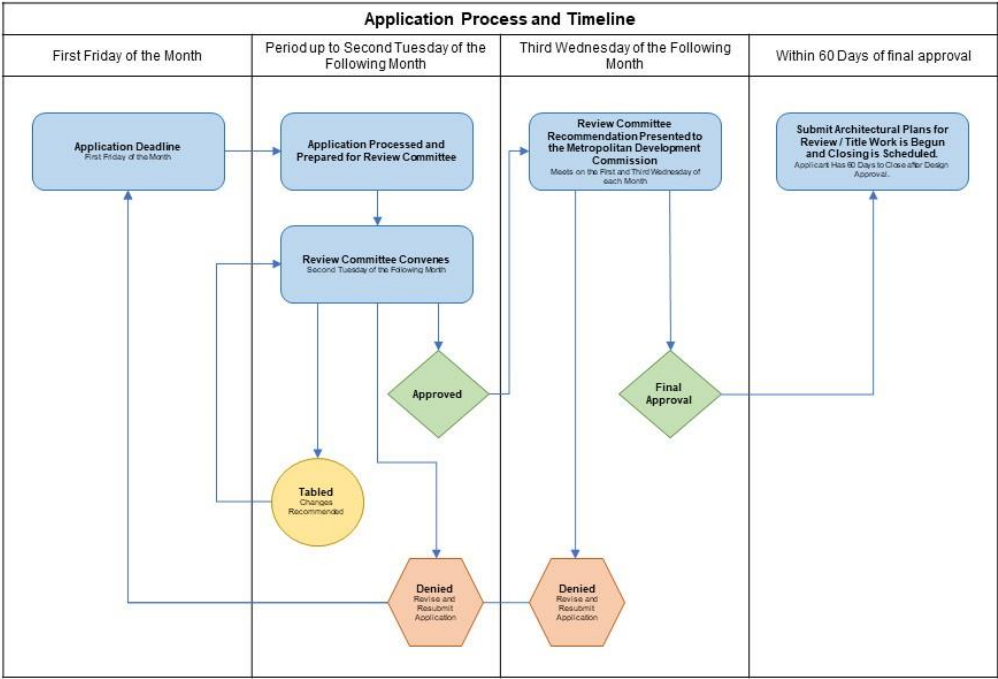 Application Process and Timeline
First Friday of the Month
Period up to Second Tuesday of the
Following Month
Third Wednesday of the Following
Month
Within 60 Days of final approval
Application Deadline
First Friday of the Month
Application Processed and
Prepared for Review Committee
Review Committee
Recommendation Presented to
the Metropolitan Development
Commission
Meets on the First and Third Wednesday of
each Month
Submit Architectural Plans for
Review / Title Work is Begun
and Closing is Scheduled.
Applicant Has 60 Days to Close after Design
Approval.
Review Committee Convenes
Second Tuesday of the Following Month
Approved
Final
Approval
Tabled
Changes
Recommended
Denied
Revise and
Resubmit
Application
Denied
Revise and
Resubmit
Application